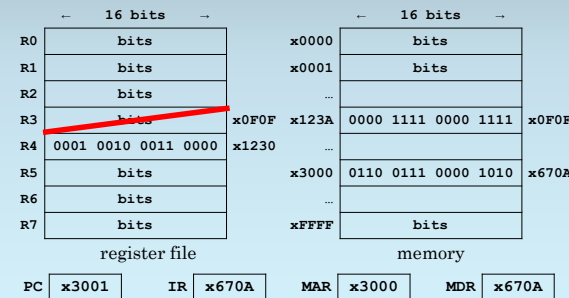 ← 16 bits →
R0 bits
R1 bits
R2 bits
R3 bits x0F0F
R4 0001 0010 0011 0000 x1230
R5 bits
R6 bits
R7 bits
register file
← 16 bits →
x0000 bits
x0001 bits
…
x123A 0000 1111 0000 1111 x0F0F
…
x3000 0110 0111 0000 1010 x670A
…
xFFFF bits
memory
PC x3001 IR x670A MAR x3000 MDR x670A